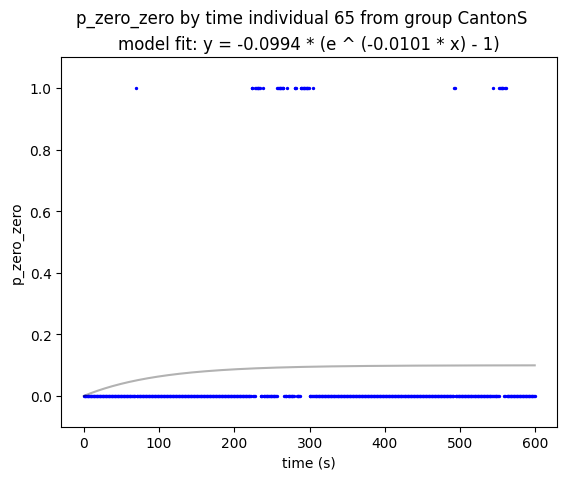 p_zero_zero by time individual 65 from group CantonS
model fit: y = -0.0994 * (e ^ (-0.0101 * x) - 1)
1.0
0.8
0.6
0.4
0.2
0.0
p_zero_zero
0 100 200 300 400 500 600
time (s)